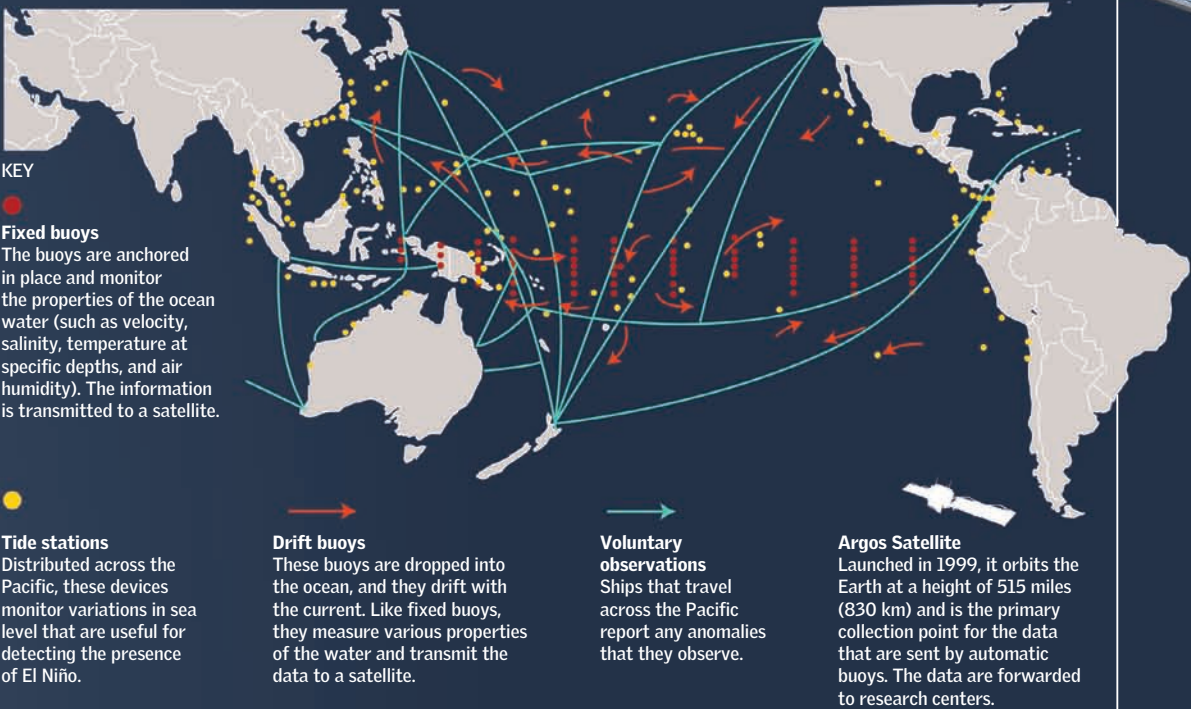 KEY
Fixed buoys
The buoys are anchored
in place and monitor
the properties of the ocean
water (such as velocity,
salinity, temperature at
specific depths, and air
humidity). The information
is transmitted to a satellite.
Tide stations
Distributed across the
Pacific, these devices
monitor variations in sea
level that are useful for
detecting the presence
of El Niño.
Drift buoys
These buoys are dropped into
the ocean, and they drift with
the current. Like fixed buoys,
they measure various properties
of the water and transmit the
data to a satellite.
Voluntary
observations
Ships that travel
across the Pacific
report any anomalies
that they observe.
Argos Satellite
Launched in 1999, it orbits the
Earth at a height of 515 miles
(830 km) and is the primary
collection point for the data
that are sent by automatic
buoys. The data are forwarded
to research centers.